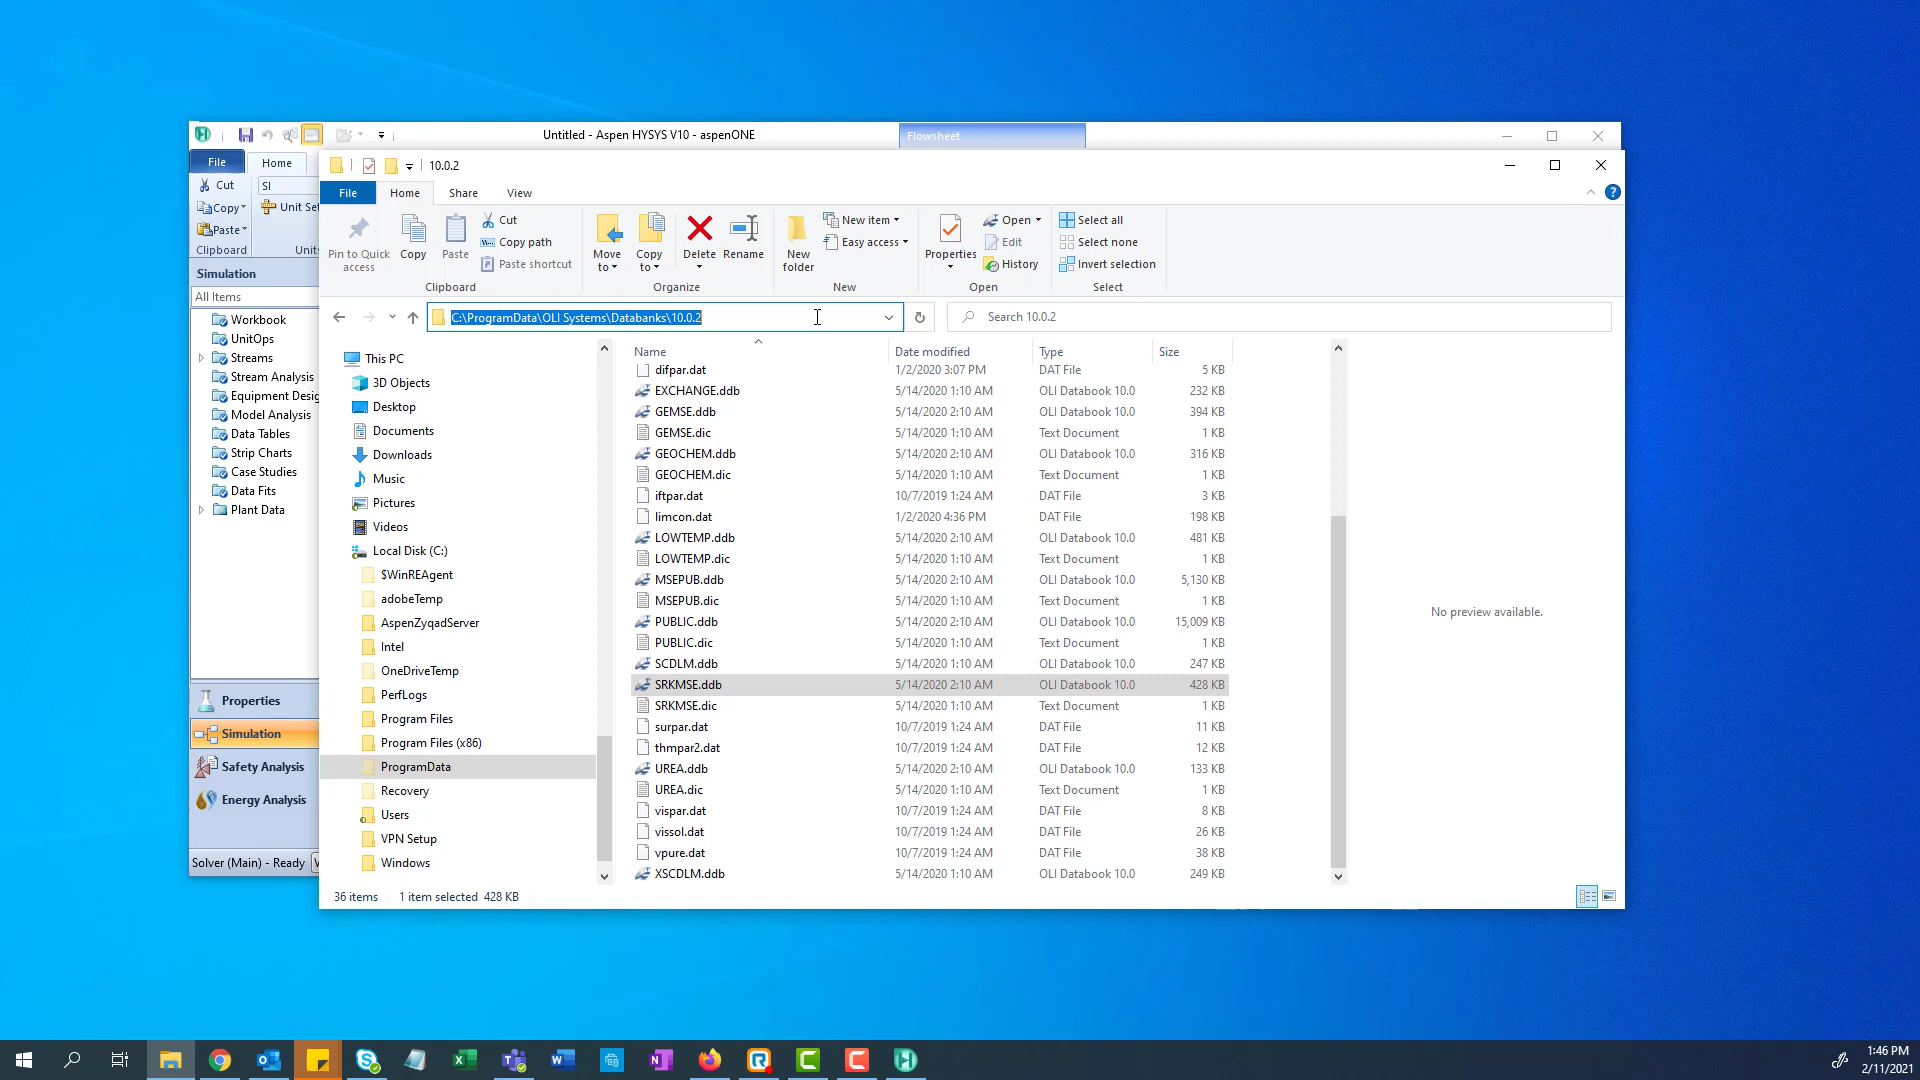 Untitled - Aspen HYSYS V10 - aspenONE
Flowsheet
File
Home
Cut
SI
Copy
Unit Set
Paste
Clipboard
Units
Simulation
All Items
Workbook
UnitOps
Streams
Stream Analysis
Equipment Desig
Model Analysis
Data Tables
Strip Charts
Case Studies
Data Fits
Plant Data
Properties
Simulation
Safety Analysis
Energy Analysis
Solver (Main) - Ready
10.0.2
File
Home
Share
View
Pin to Quick access
Copy
Paste
Cut
Copy path
Paste shortcut
Clipboard
Move to
Copy to
Delete
Rename
Organize
New folder
New item
Easy access
New
Properties
Open
Edit
History
Open
Select all
Select none
Invert selection
Select
C:\ProgramData\OLI Systems\Databanks\10.0.2
Search 10.0.2
This PC
3D Objects
Desktop
Documents
Downloads
Music
Pictures
Videos
Local Disk (C:)
$WinREAgent
adobeTemp
AspenZyqadServer
Intel
OneDriveTemp
PerfLogs
Program Files
Program Files (x86)
ProgramData
Recovery
Users
VPN Setup
Windows
Name Date modified Type Size
difpar.dat 1/2/2020 3:07 PM DAT File 5 KB
EXCHANGE.ddb 5/14/2020 1:10 AM OLI Databook 10.0 232 KB
GEMSE.ddb 5/14/2020 2:10 AM OLI Databook 10.0 394 KB
GEMSE.dic 5/14/2020 1:10 AM Text Document 1 KB
GEOCHEM.ddb 5/14/2020 2:10 AM OLI Databook 10.0 316 KB
GEOCHEM.dic 5/14/2020 1:10 AM Text Document 1 KB
iftpar.dat 10/7/2019 1:24 AM DAT File 3 KB
limcon.dat 1/2/2020 4:36 PM DAT File 198 KB
LOWTEMP.ddb 5/14/2020 2:10 AM OLI Databook 10.0 481 KB
LOWTEMP.dic 5/14/2020 1:10 AM Text Document 1 KB
MSEPUB.ddb 5/14/2020 2:10 AM OLI Databook 10.0 5,130 KB
MSEPUB.dic 5/14/2020 1:10 AM Text Document 1 KB
PUBLIC.ddb 5/14/2020 2:10 AM OLI Databook 10.0 15,009 KB
PUBLIC.dic 5/14/2020 1:10 AM Text Document 1 KB
SCDLM.ddb 5/14/2020 1:10 AM OLI Databook 10.0 247 KB
SRKMSE.ddb 5/14/2020 2:10 AM OLI Databook 10.0 428 KB
SRKMSE.dic 5/14/2020 1:10 AM Text Document 1 KB
surpar.dat 10/7/2019 1:24 AM DAT File 11 KB
thmpar2.dat 10/7/2019 1:24 AM DAT File 12 KB
UREA.ddb 5/14/2020 2:10 AM OLI Databook 10.0 133 KB
UREA.dic 5/14/2020 1:10 AM Text Document 1 KB
vispar.dat 10/7/2019 1:24 AM DAT File 8 KB
vissol.dat 10/7/2019 1:24 AM DAT File 26 KB
vpure.dat 10/7/2019 1:24 AM DAT File 38 KB
XSCDLM.ddb 5/14/2020 1:10 AM OLI Databook 10.0 249 KB
No preview available.
36 items 1 item selected 428 KB
1:46 PM
2/11/2021